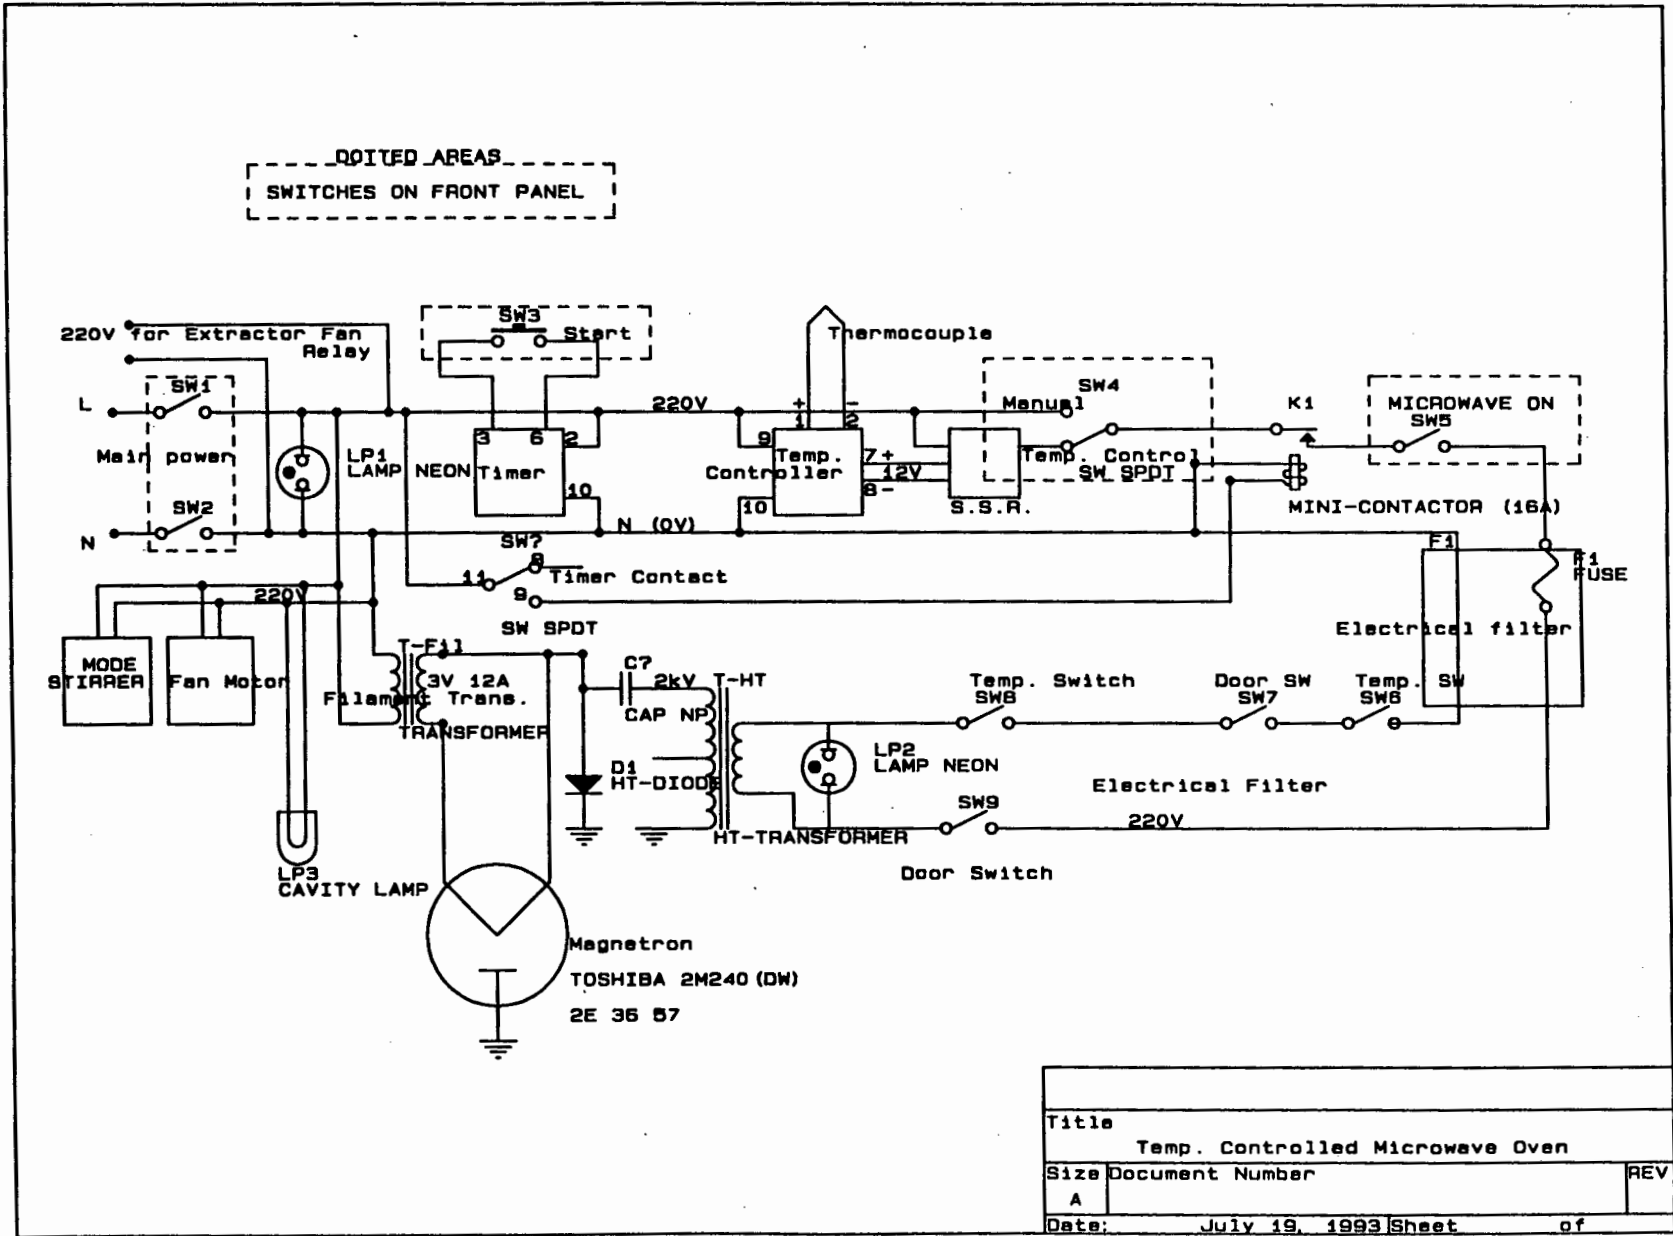 DOTTED AREAS
SWITCHES ON FRONT PANEL
220V for Extractor Fan
Relay
SW3
Start
Thermocouple
SW1
L
Main power
SW2
N
LP1
LAMP NEON
3 6 2
Timer
10
220V
N (0V)
+ -
1 2
9
Temp.
Controller
7+
12V
8-
10
S.S.R.
SW4
Manual
Temp. Control
SW SPDT
K1
MICROWAVE ON
SW5
MINI-CONTACTOR (16A)
SW?
8
11
Timer Contact
9
SW SPDT
F1
F1
FUSE
Electrical filter
220V
MODE
STIRRER
Fan Motor
T-Fil
3V 12A
Filament Trans.
TRANSFORMER
C7
2kV
CAP NP
T-HT
D1
HT-DIODE
HT-TRANSFORMER
LP2
LAMP NEON
Temp. Switch
SW8
Door SW
SW7
Temp. SW
SW6
Electrical Filter
SW9
220V
Door Switch
LP3
CAVITY LAMP
Magnetron
TOSHIBA 2M240 (DW)
2E 36 57
Title
Temp. Controlled Microwave Oven
Size Document Number REV
A
Date: July 19, 1993 Sheet of